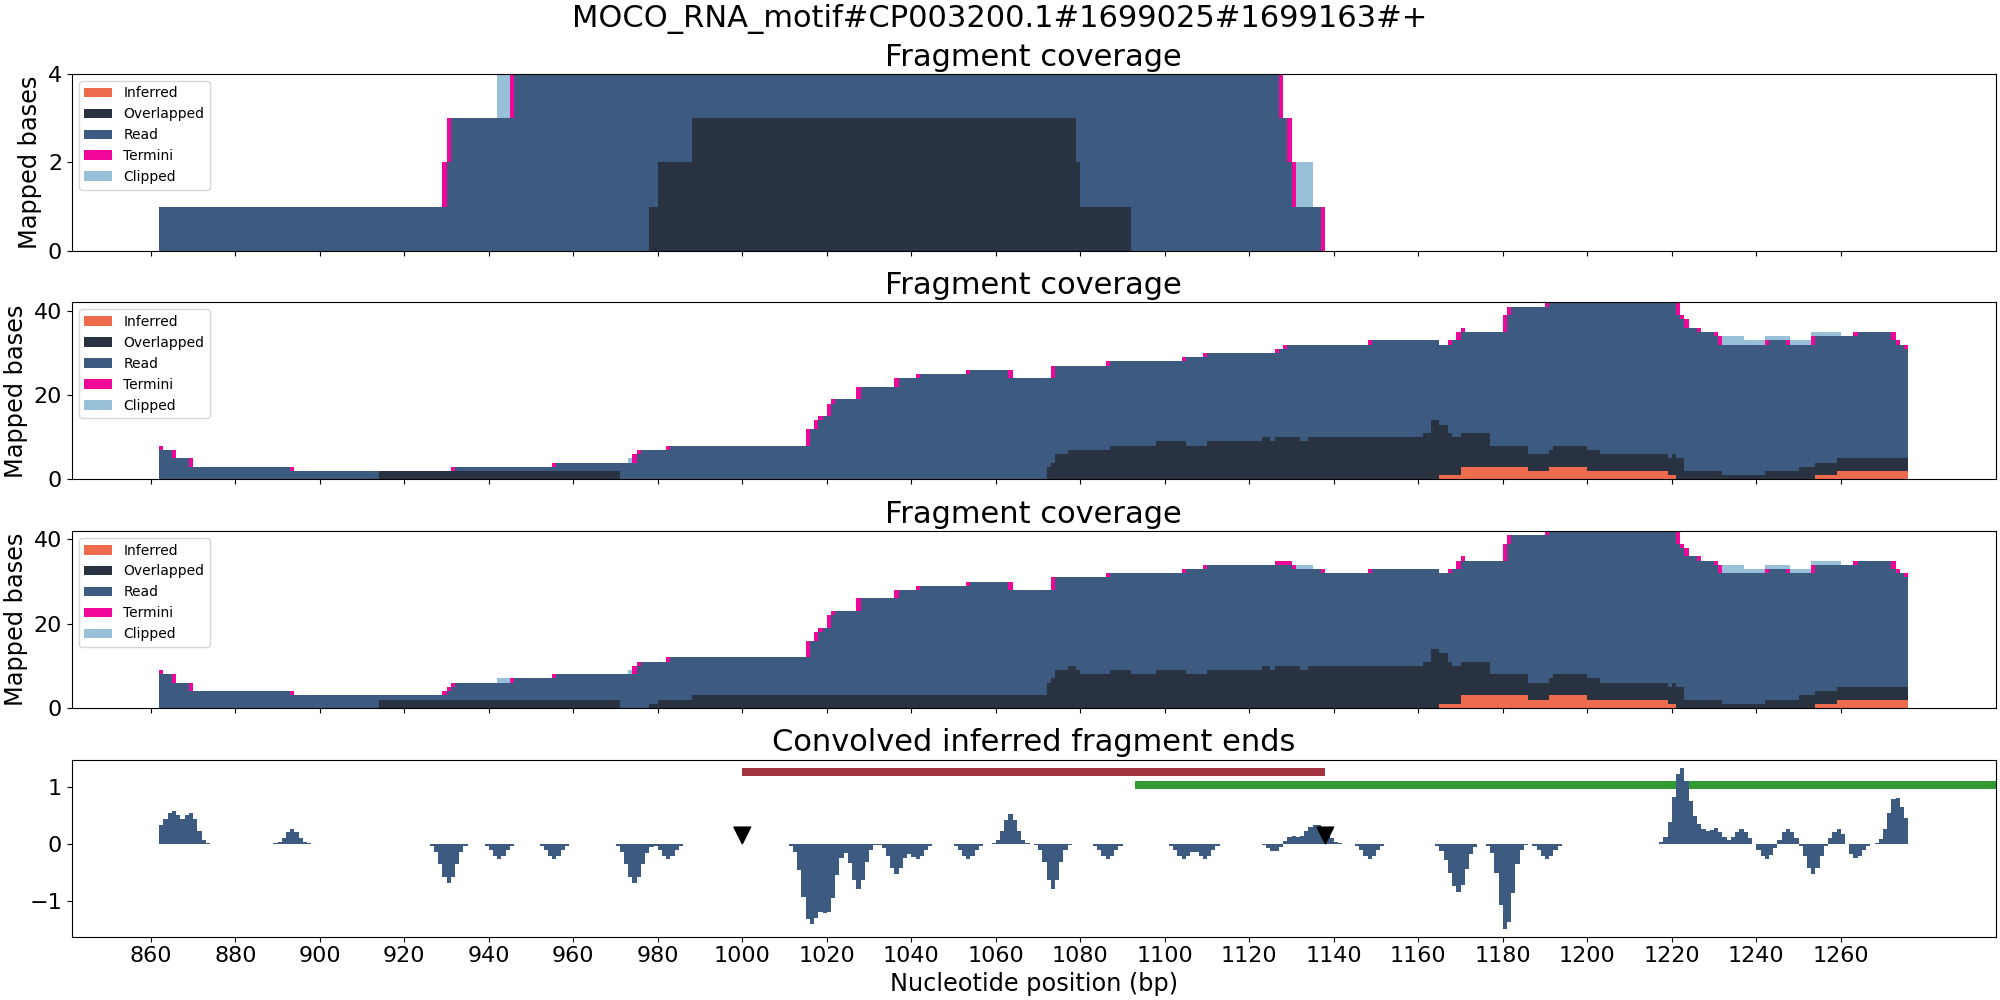 MOCO_RNA_motif#CP003200.1#1699025#1699163#+
Fragment coverage
Mapped bases
4
2
0
Inferred
Overlapped
Read
Termini
Clipped
Fragment coverage
Mapped bases
40
20
0
Inferred
Overlapped
Read
Termini
Clipped
Fragment coverage
Mapped bases
40
20
0
Inferred
Overlapped
Read
Termini
Clipped
Convolved inferred fragment ends
1
0
−1
860 880 900 920 940 960 980 1000 1020 1040 1060 1080 1100 1120 1140 1160 1180 1200 1220 1240 1260
Nucleotide position (bp)